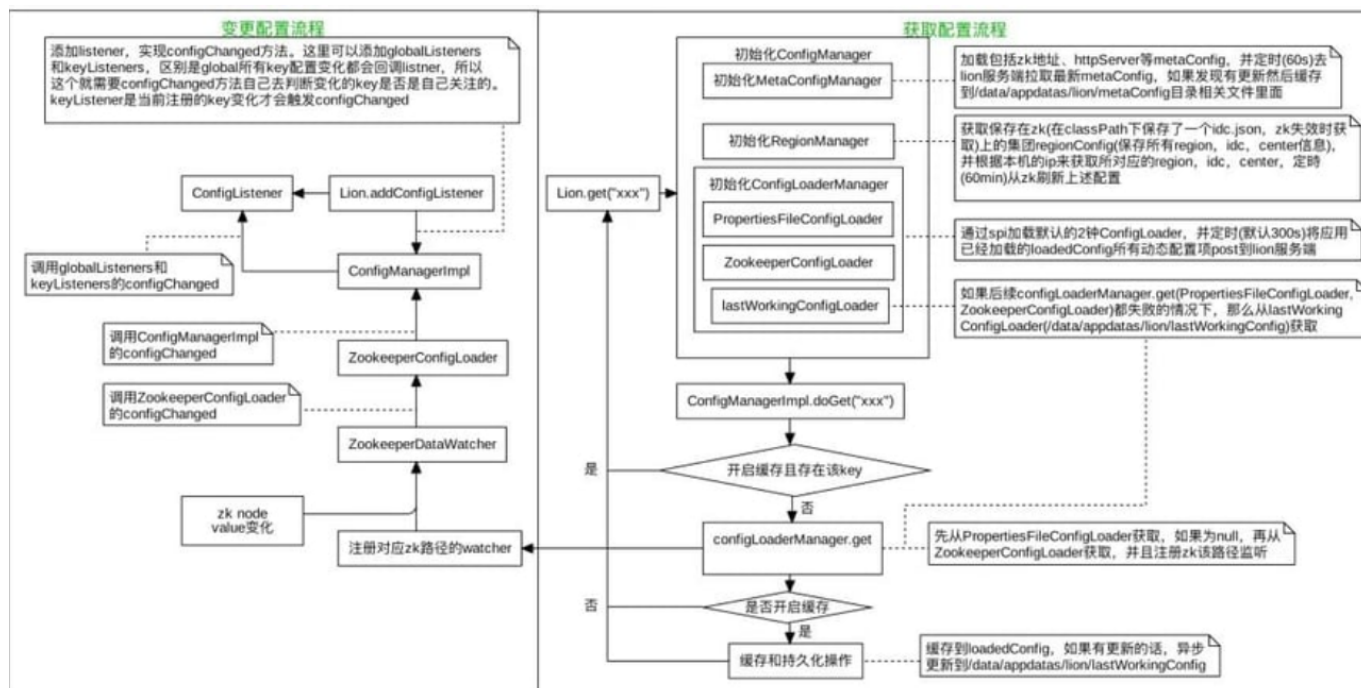 变更配置流程
添加listener，实现configChanged方法。这里可以添加globalListeners
和keyListeners，区别是global所有key配置变化都会回调listner，所以
这个就需要configChanged方法自己去判断变化的key是否是自己关注的。
keyListener是当前注册的key变化才会触发configChanged
ConfigListener
Lion.addConfigListener
调用globalListeners和
keyListeners的configChanged
ConfigManagerImpl
调用ConfigManagerImpl
的configChanged
ZookeeperConfigLoader
调用ZookeeperConfigLoader
的configChanged
ZookeeperDataWatcher
zk node
value变化
注册对应zk路径的watcher
获取配置流程
Lion.get("xxx")
初始化ConfigManager
初始化MetaConfigManager
加载包括zk地址、httpServer等metaConfig，并定时(60s)去
lion服务端拉取最新metaConfig，如果发现有更新然后缓存
到/data/appdatas/lion/metaConfig目录相关文件里面
初始化RegionManager
获取保存在zk(在classPath下保存了一个idc.json，zk失效时获
取)上的集团regionConfig(保存所有region，idc，center信息)，
并根据本机的ip来获取所对应的region，idc，center，定时
(60min)从zk刷新上述配置
初始化ConfigLoaderManager
PropertiesFileConfigLoader
ZookeeperConfigLoader
lastWorkingConfigLoader
通过spi加载默认的2钟ConfigLoader，并定时(默认300s)将应用
已经加载的loadedConfig所有动态配置项post到lion服务端
如果后续configLoaderManager.get(PropertiesFileConfigLoader,
ZookeeperConfigLoader)都失败的情况下，那么从lastWorking
ConfigLoader(/data/appdatas/lion/lastWorkingConfig)获取
ConfigManagerImpl.doGet("xxx")
开启缓存且存在该key
是
否
configLoaderManager.get
先从PropertiesFileConfigLoader获取，如果为null，再从
ZookeeperConfigLoader获取，并且注册zk该路径监听
是否开启缓存
否
是
缓存和持久化操作
缓存到loadedConfig，如果有更新的话，异步
更新到/data/appdatas/lion/lastWorkingConfig